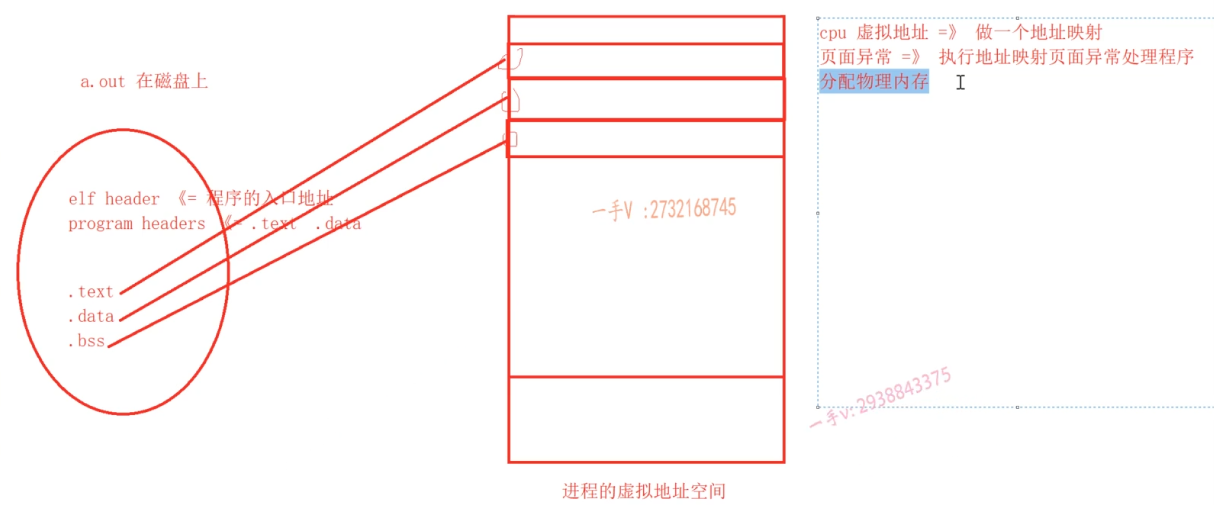 a.out 在磁盘上
elf header 《= 程序的入口地址
program headers 《= .text .data
.text
.data
.bss
一手V :2732168745
进程的虚拟地址空间
cpu 虚拟地址 =》 做一个地址映射
页面异常 =》 执行地址映射页面异常处理程序
分配物理内存
一手v:2938843375